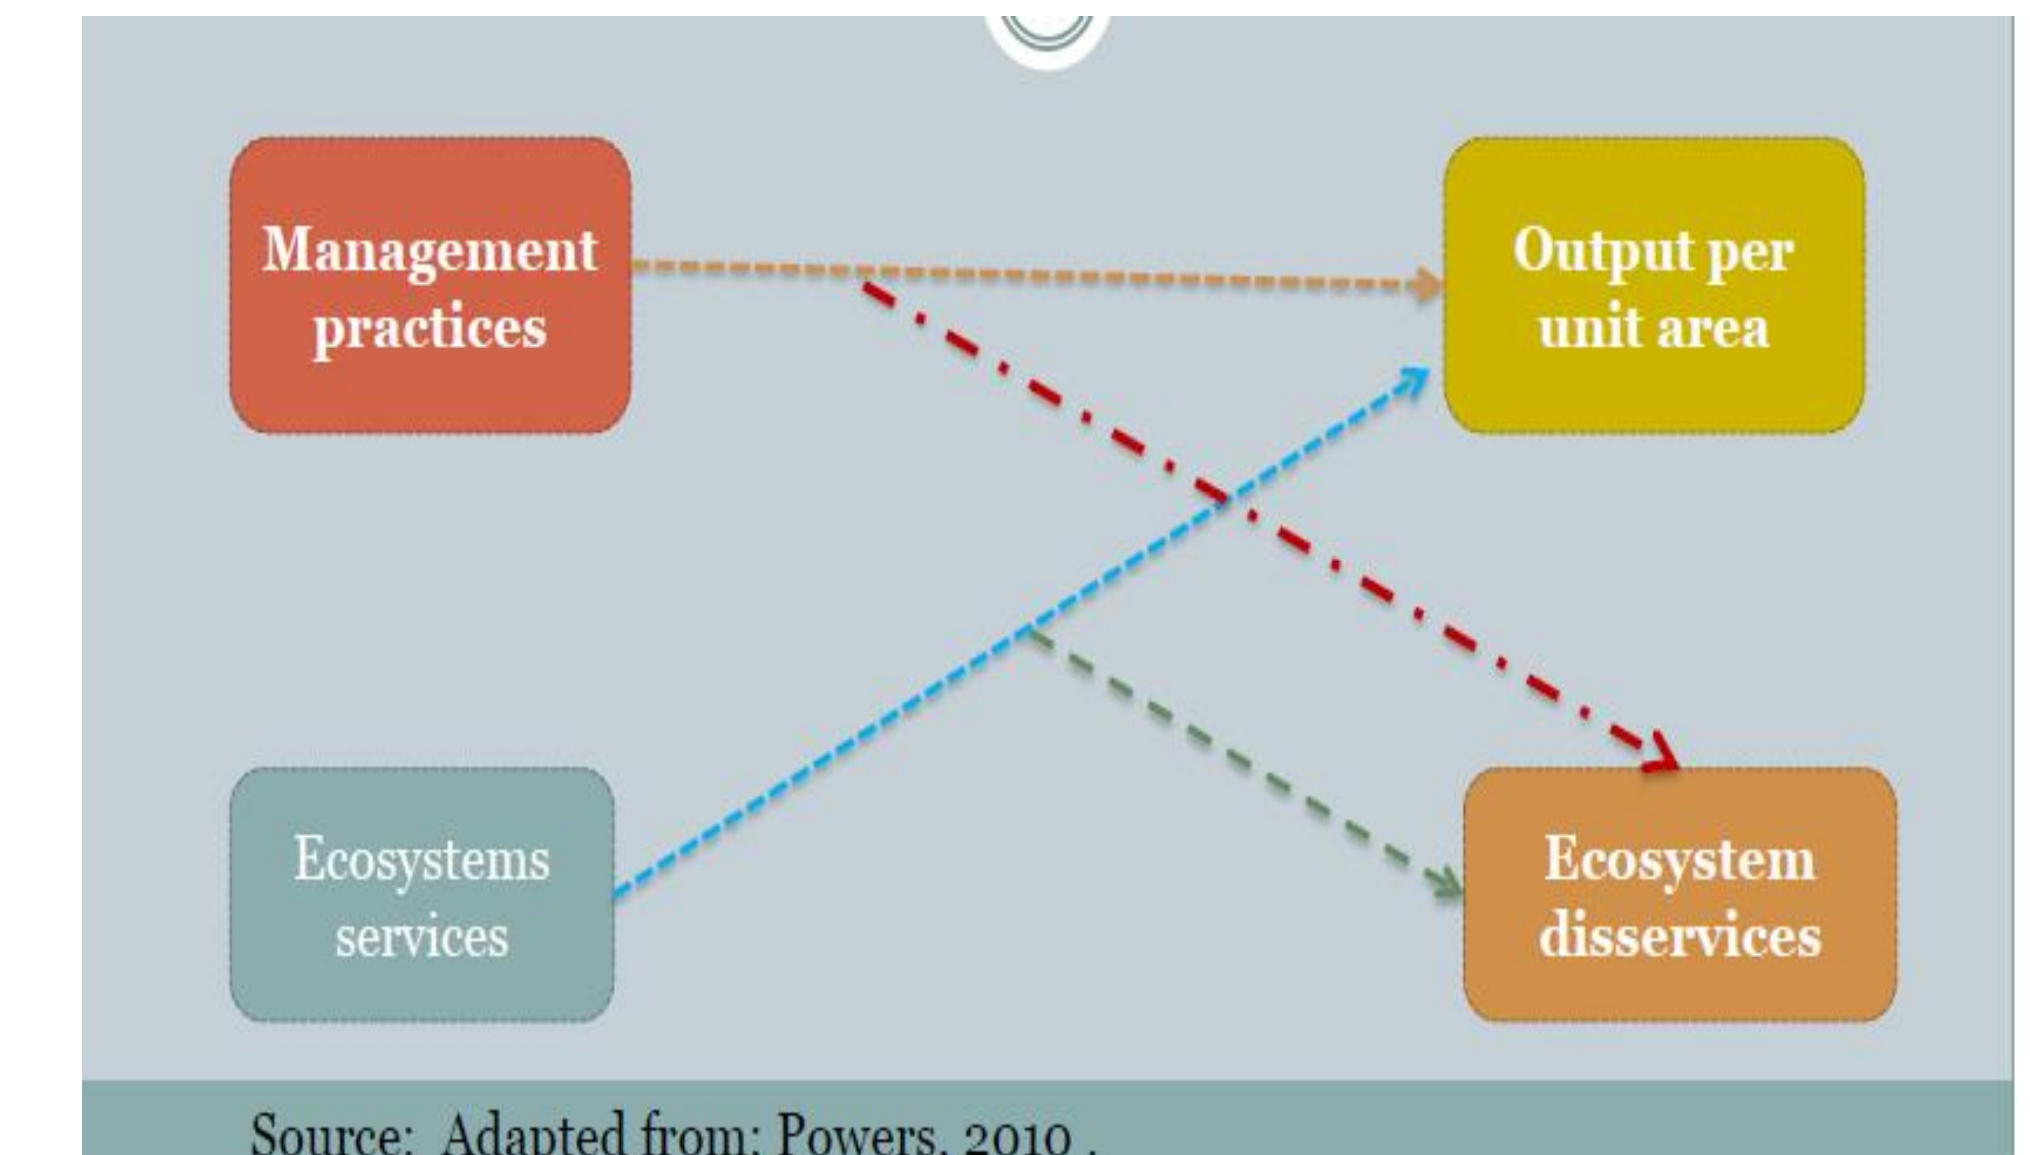 Management
practices
Output per
unit area
Ecosystems
services
Ecosystem
disservices
Source: Adapted from: Powers, 2010 .